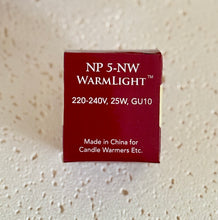 NP 5-NW
WarmLight™
220-240V, 25W, GU10
Made in China for
Candle Warmers Etc.